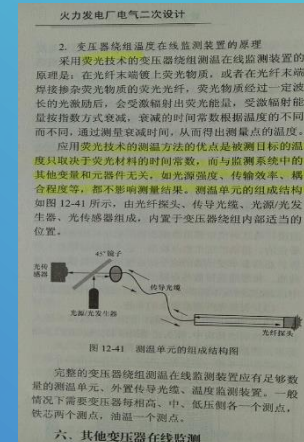 火力发电厂电气二次设计
2. 变压器绕组温度在线监测装置的原理
采用荧光技术的变压器绕组测温在线监测装置的
原理是：在光纤末端镀上荧光物质，或者在光纤末端
焊接掺杂荧光物质的荧光光纤，荧光物质经过一定波
长的光激励后，会受激辐射出荧光能量，受激辐射能
量按指数方式衰减，衰减的时间常数根据温度的不同
而不同，通过测量衰减时间，从而得出测量点的温度。
应用荧光技术的测温方法的优点是被测目标的温
度只取决于荧光材料的时间常数，而与监测系统中的
其他变量和元器件无关，如光源强度、传输效率、耦
合程度等，都不影响测量结果。测温单元的组成结构
如图 12-41 所示，由光纤探头、传导光缆、光源/光发
生器、光传感器组成，内置于变压器绕组内部适当的
位置。
45°镜子
光传
感器
传导光缆
光源/光发生器
光纤探头
图 12-41 测温单元的组成结构图
完整的变压器绕组测温在线监测装置应有足够数
量的测温单元、外置传导光缆、温度监测装置。一般
情况下需要变压器每相高、中、低压侧各一个测点，
铁芯两个测点，油温一个测点。
六、其他变压器在线监测